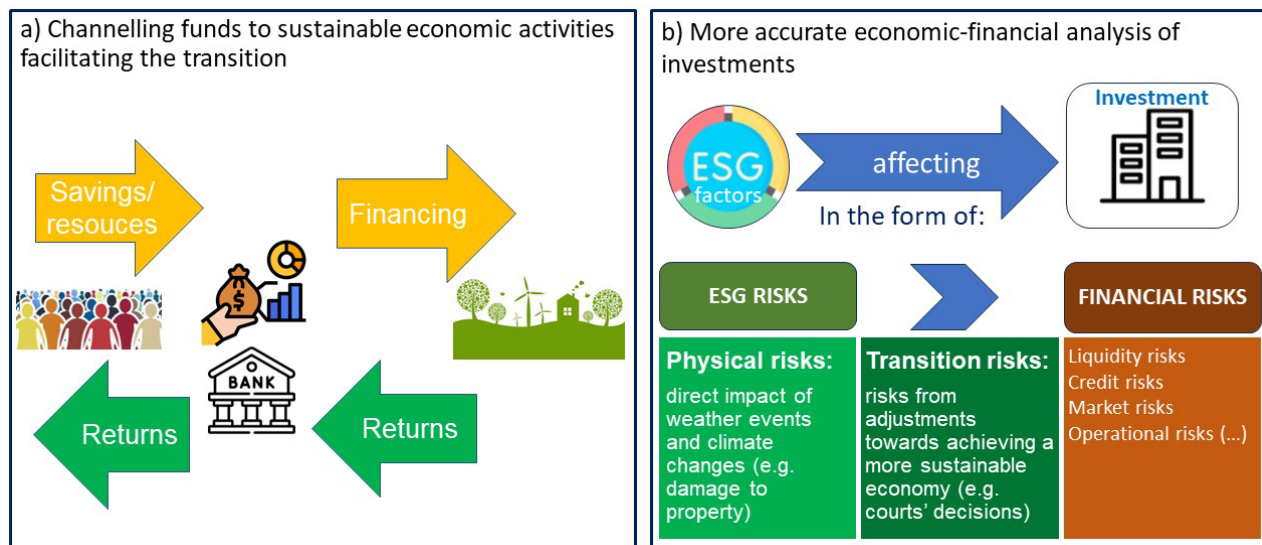 a) Channelling funds to sustainable economic activities
facilitating the transition
Savings/
resouces
Financing
$
BANK
Returns
Returns
b) More accurate economic-financial analysis of
investments
ESG
factors
affecting
Investment
In the form of:
ESG RISKS
FINANCIAL RISKS
Physical risks:
direct impact of
weather events
and climate
changes (e.g.
damage to
property)
Transition risks:
risks from
adjustments
towards achieving a
more sustainable
economy (e.g.
courts' decisions)
Liquidity risks
Credit risks
Market risks
Operational risks (...)